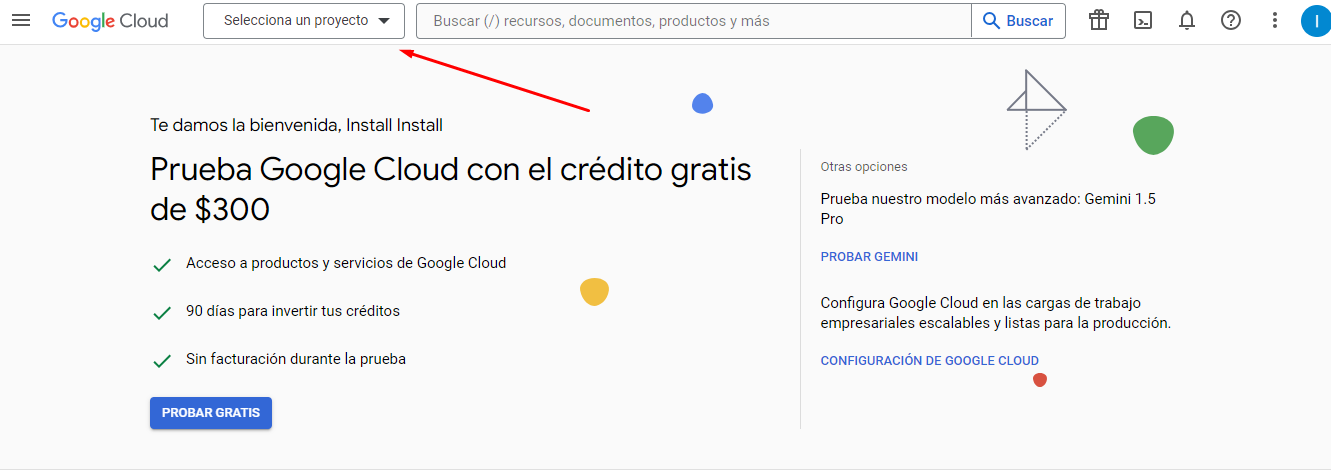 Google Cloud
Selecciona un proyecto
Buscar (/) recursos, documentos, productos y más
Buscar
I
Te damos la bienvenida, Install Install
Prueba Google Cloud con el crédito gratis
de $300
Acceso a productos y servicios de Google Cloud
90 días para invertir tus créditos
Sin facturación durante la prueba
PROBAR GRATIS
Otras opciones
Prueba nuestro modelo más avanzado: Gemini 1.5
Pro
PROBAR GEMINI
Configura Google Cloud en las cargas de trabajo
empresariales escalables y listas para la producción.
CONFIGURACIÓN DE GOOGLE CLOUD